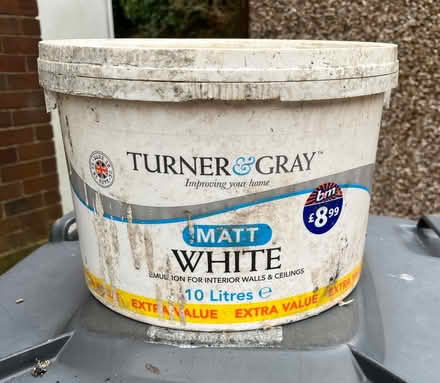 TURNER & GRAY™
Improving your home
bm
£8.99
MATT
WHITE
EMULSION FOR INTERIOR WALLS & CEILINGS
10 Litres e
EXTRA VALUE EXTRA VALUE EXTRA VALUE